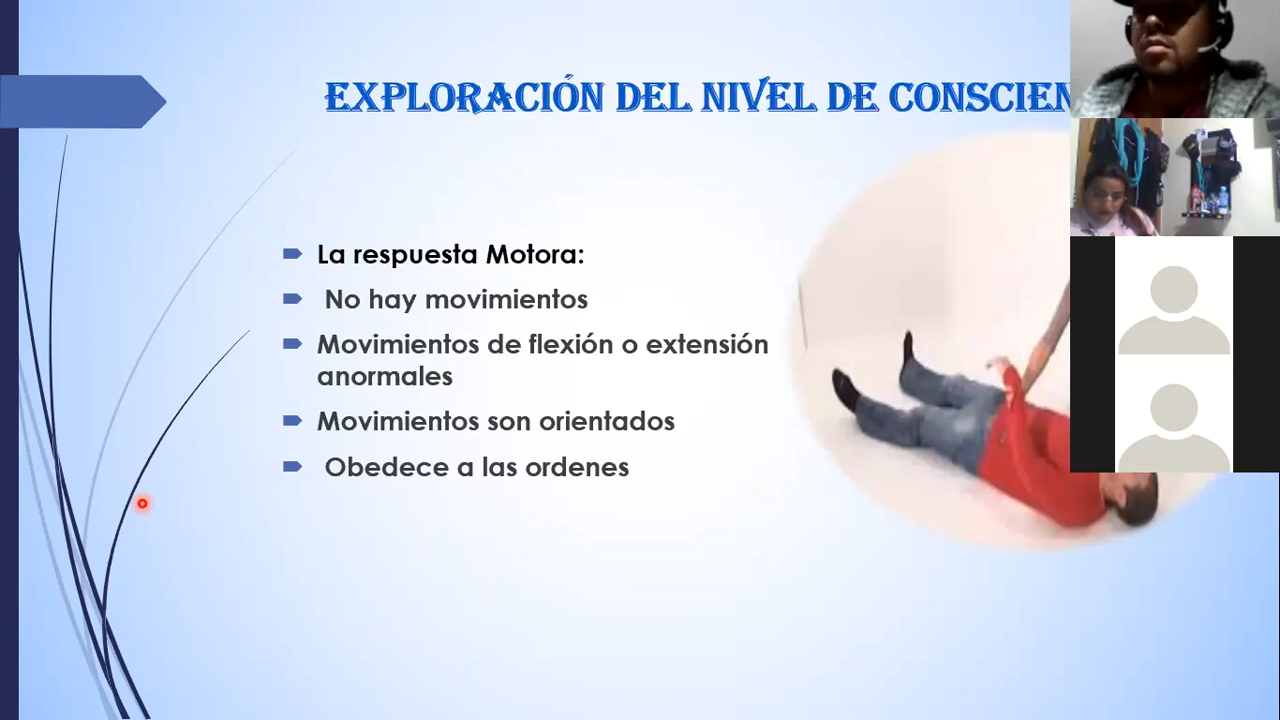 EXPLORACIÓN DEL NIVEL DE
La respuesta Motora:
No hay movimientos
Movimientos de flexión o extensión
anormales
Movimientos son orientados
Obedece a las ordenes